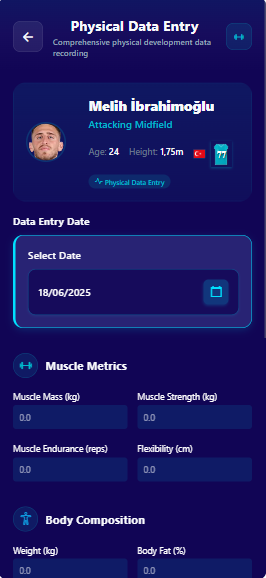 Physical Data Entry
Comprehensive physical development data
recording
Melih İbrahimoğlu
Attacking Midfield
Age: 24 Height: 1,75m
77
Physical Data Entry
Data Entry Date
Select Date
18/06/2025
Muscle Metrics
Muscle Mass (kg) Muscle Strength (kg)
0.0 0.0
Muscle Endurance (reps) Flexibility (cm)
0.0 0.0
Body Composition
Weight (kg) Body Fat (%)
0.0 0.0